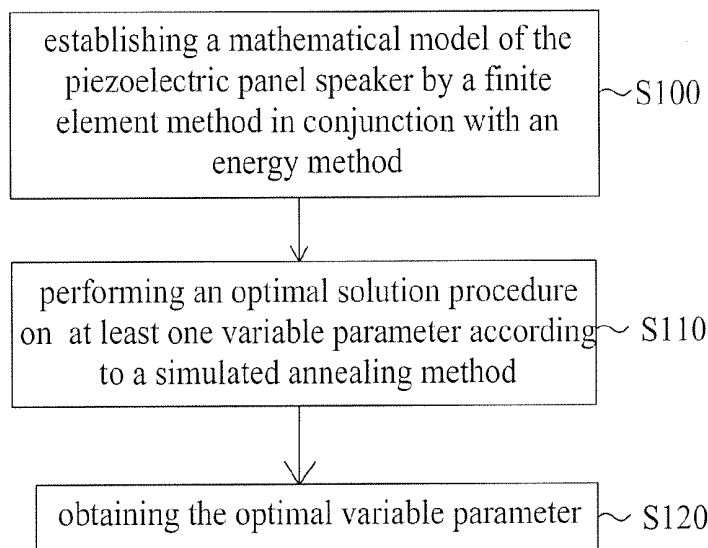 establishing a mathematical model of the
piezoelectric panel speaker by a finite
element method in conjunction with an
energy method
S100
performing an optimal solution procedure
on at least one variable parameter according
to a simulated annealing method
S110
obtaining the optimal variable parameter
S120